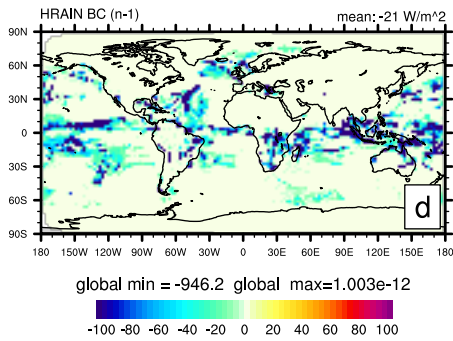 HRAIN BC (n-1) mean: -21 W/m^2
90N
60N
30N
0
30S
60S
90S
d
180 150W 120W 90W 60W 30W 0 30E 60E 90E 120E 150E 180
global min = -946.2 global max=1.003e-12
-100 -80 -60 -40 -20 0 20 40 60 80 100